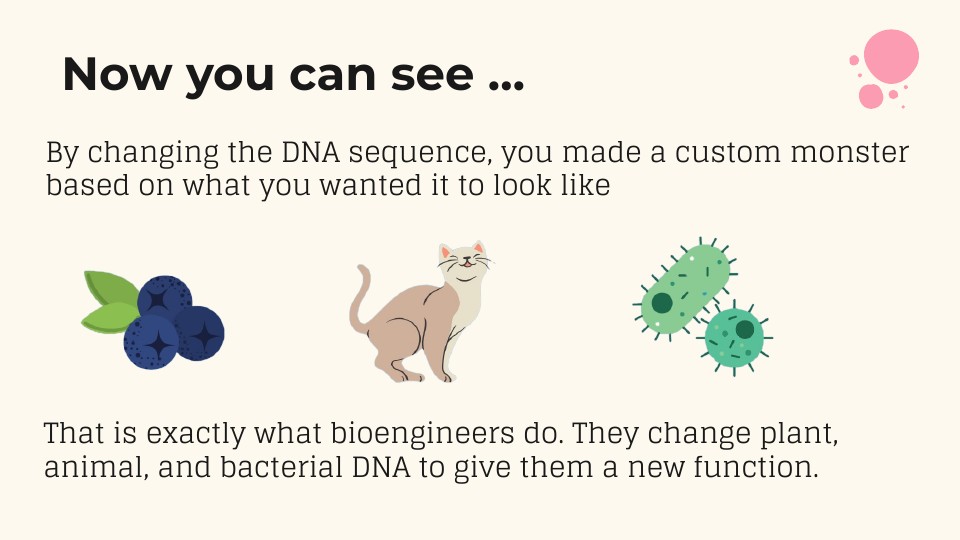 Now you can see ...
By changing the DNA sequence, you made a custom monster
based on what you wanted it to look like
That is exactly what bioengineers do. They change plant,
animal, and bacterial DNA to give them a new function.